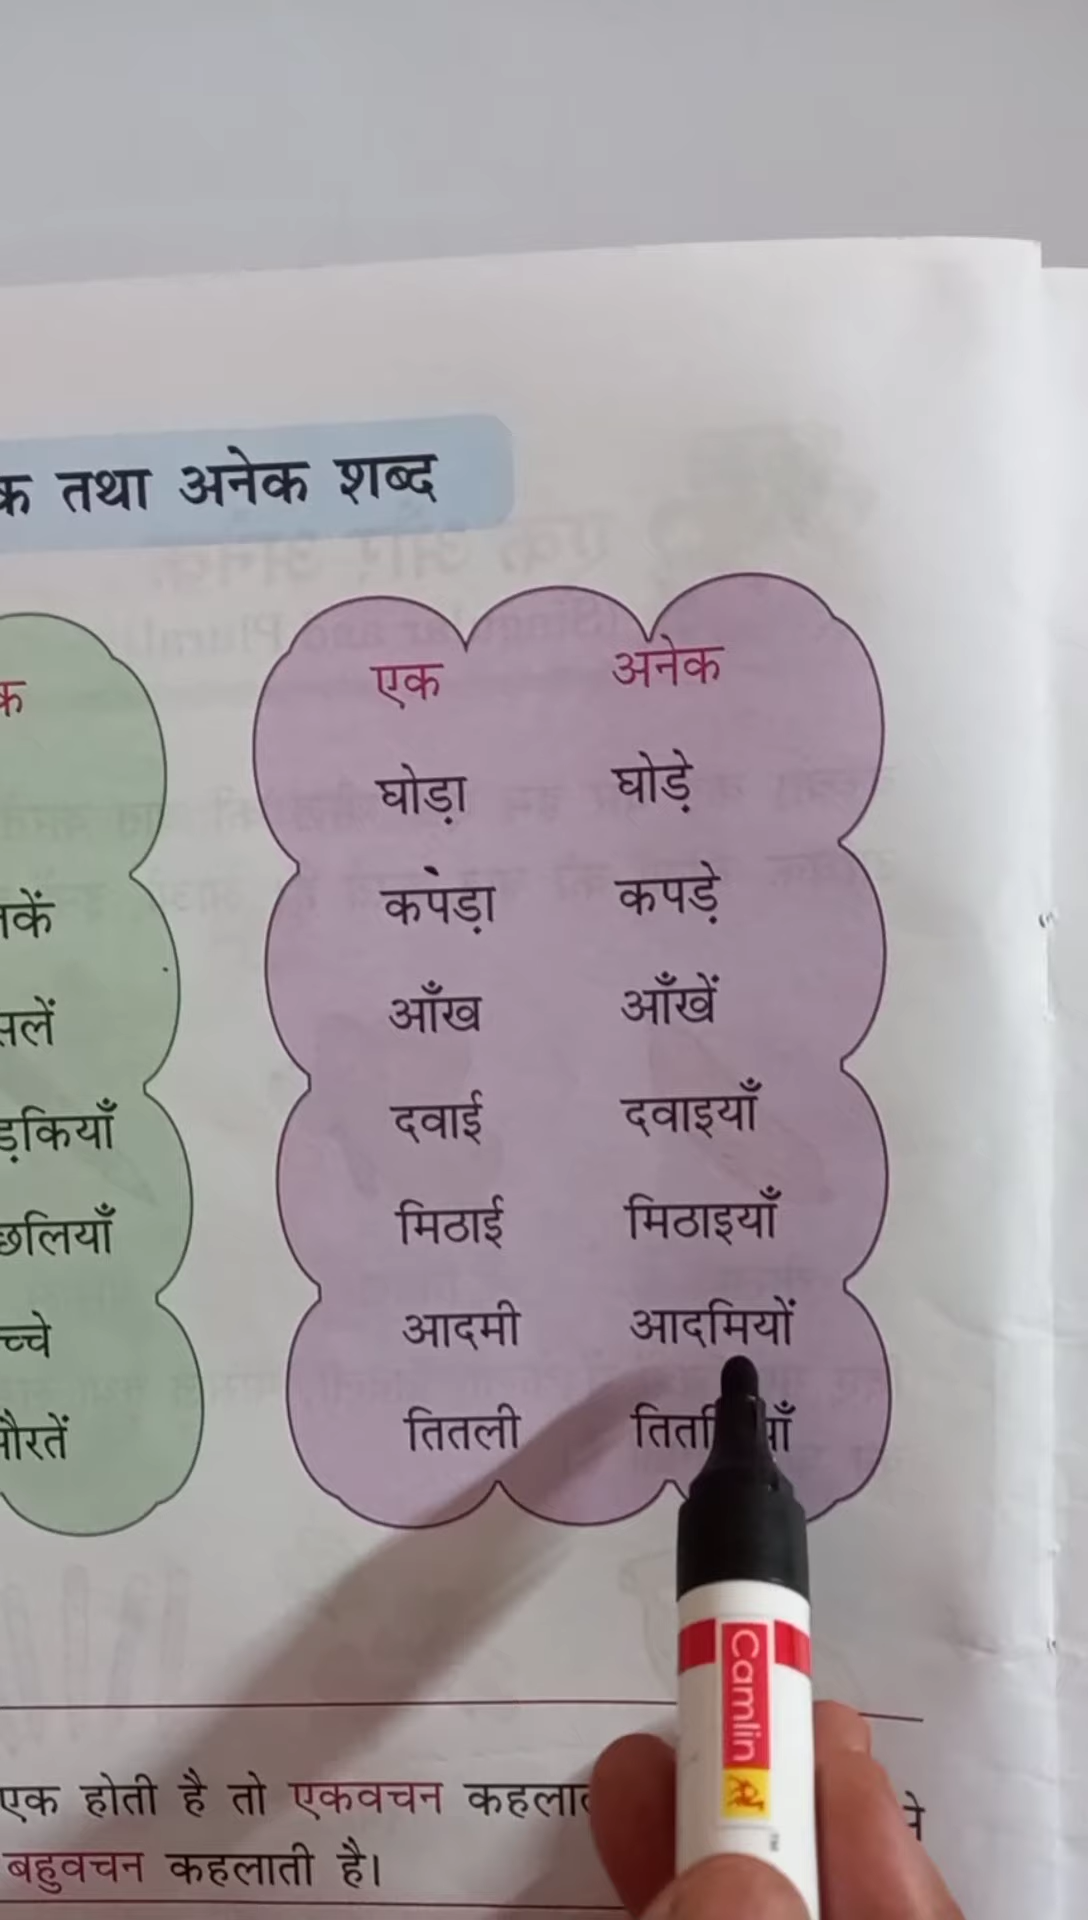 तथा अनेक शब्द
एक अनेक
घोड़ा घोड़े
कपड़ा कपड़े
आँख आँखें
दवाई दवाइयाँ
मिठाई मिठाइयाँ
आदमी आदमियों
तितली
एक होती है तो एकवचन
बहुवचन कहलाती है।
Camlin